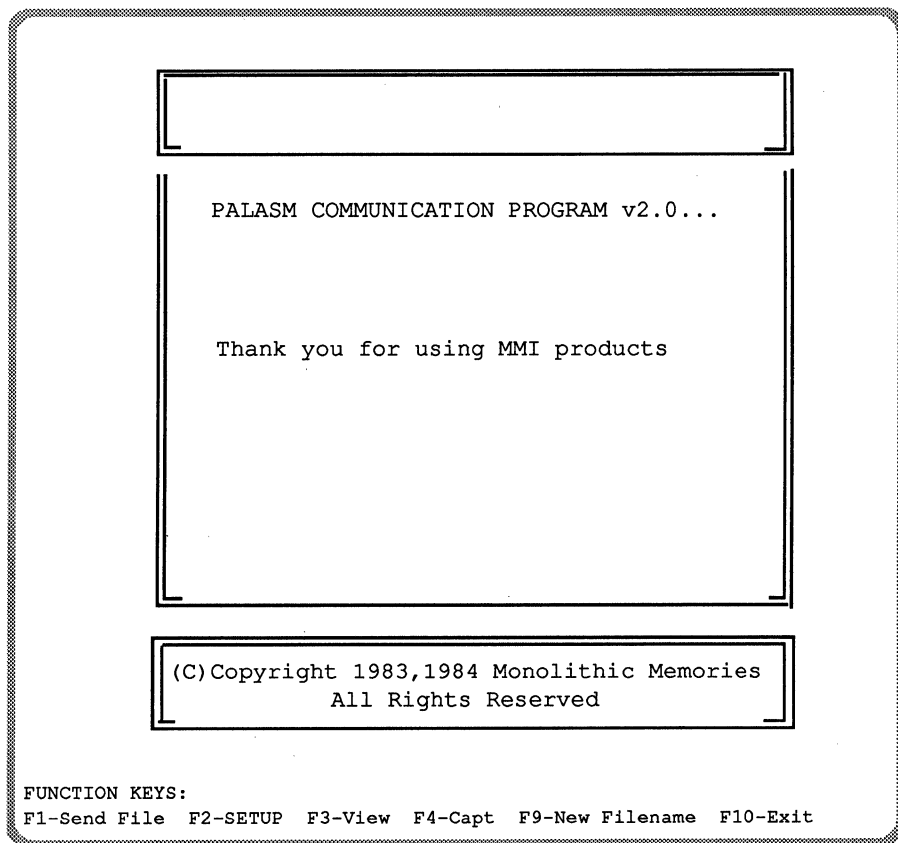 PALASM COMMUNICATION PROGRAM v2.0...
Thank you for using MMI products
(C)Copyright 1983,1984 Monolithic Memories
All Rights Reserved
FUNCTION KEYS:
F1-Send File F2-SETUP F3-View F4-Capt F9-New Filename F10-Exit